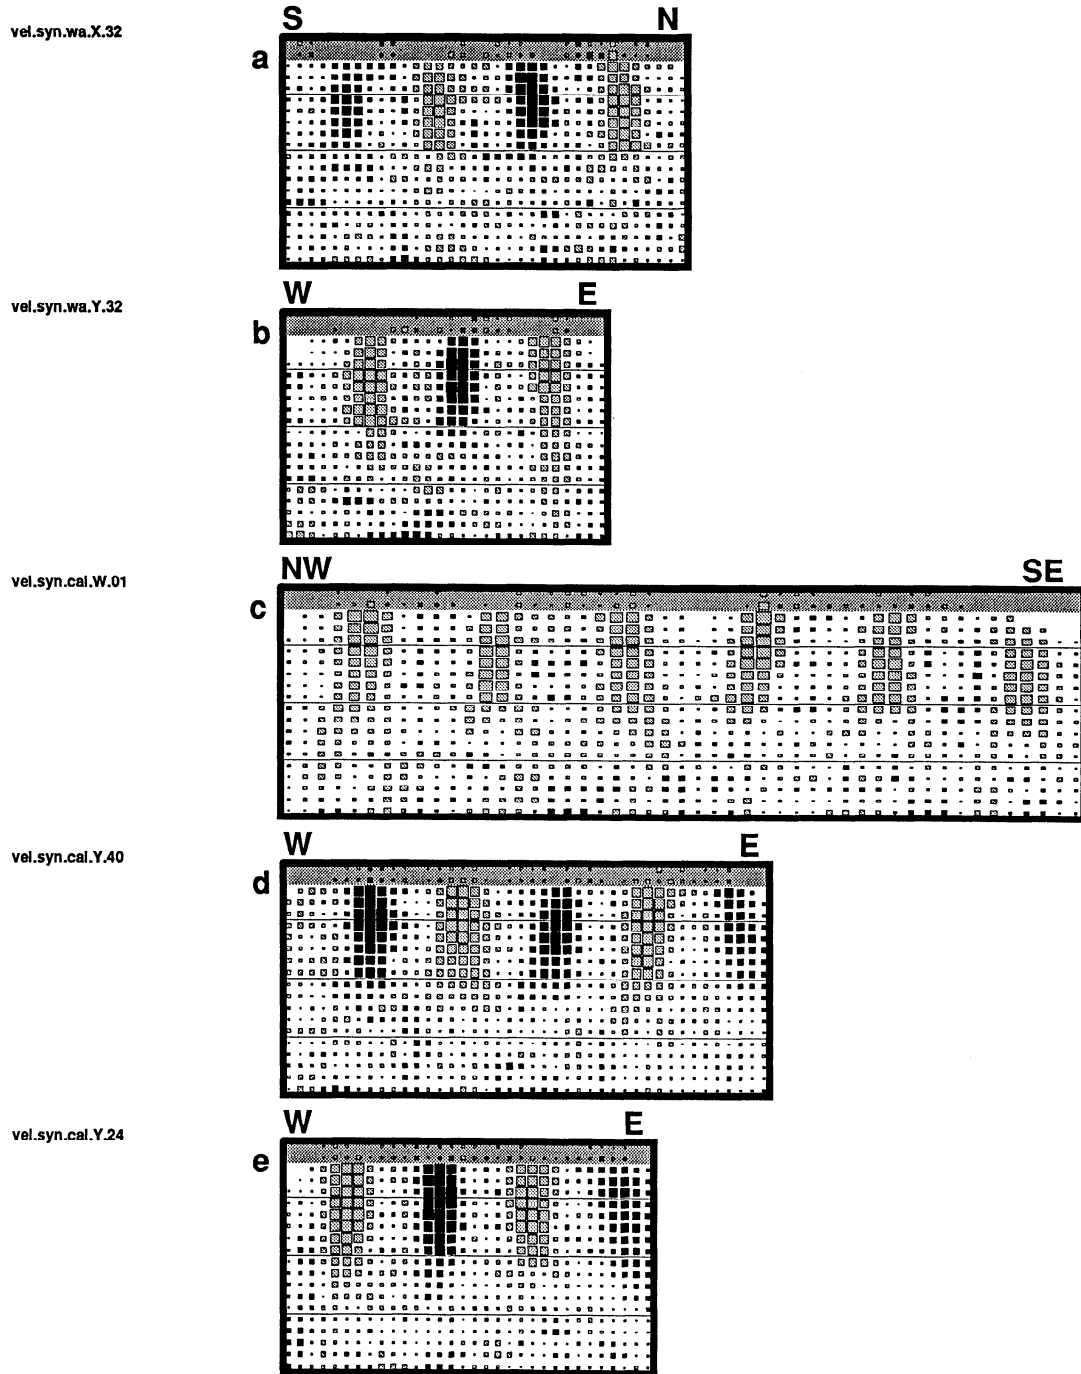 S N
vel.syn.wa.X.32
a
W E
vel.syn.wa.Y.32
b
NW SE
vel.syn.cal.W.01
c
W E
vel.syn.cal.Y.40
d
W E
vel.syn.cal.Y.24
e